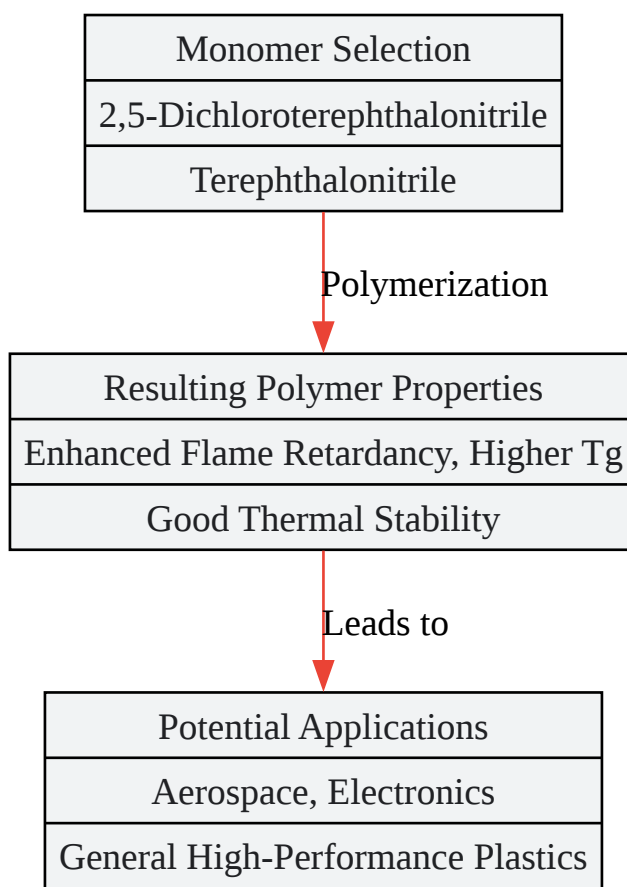 Monomer Selection
2,5-Dichloroterephthalonitrile
Terephthalonitrile
Polymerization
Resulting Polymer Properties
Enhanced Flame Retardancy, Higher Tg
Good Thermal Stability
Leads to
Potential Applications
Aerospace, Electronics
General High-Performance Plastics